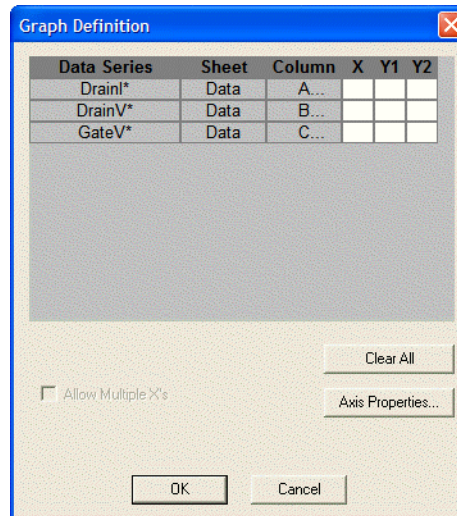 Graph Definition
Data Series Sheet Column X Y1 Y2
DrainI* Data A...
DrainV* Data B...
GateV* Data C...
Clear All
Allow Multiple X's
Axis Properties...
OK Cancel